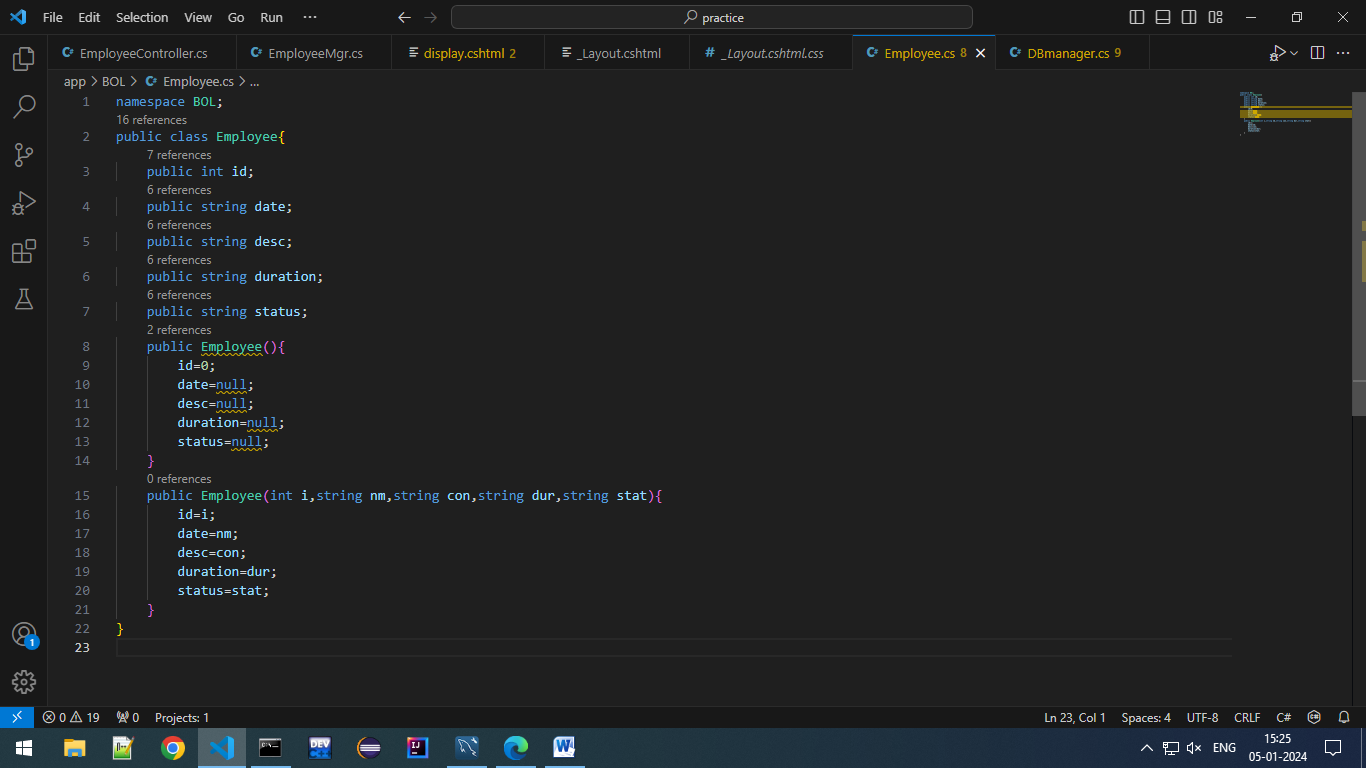 File Edit Selection View Go Run ··· practice
EmployeeController.cs EmployeeMgr.cs display.cshtml 2 _Layout.cshtml _Layout.cshtml.css Employee.cs 8 DBmanager.cs 9
app > BOL > Employee.cs > ...
1 namespace BOL;
16 references
2 public class Employee{
7 references
3 public int id;
6 references
4 public string date;
6 references
5 public string desc;
6 references
6 public string duration;
6 references
7 public string status;
2 references
8 public Employee(){
9 id=0;
10 date=null;
11 desc=null;
12 duration=null;
13 status=null;
14 }
0 references
15 public Employee(int i,string nm,string con,string dur,string stat){
16 id=i;
17 date=nm;
18 desc=con;
19 duration=dur;
20 status=stat;
21 }
22 }
23
1
0 19 0 Projects: 1 Ln 23, Col 1 Spaces: 4 UTF-8 CRLF C#
DEV IJ W ENG 15:25
05-01-2024